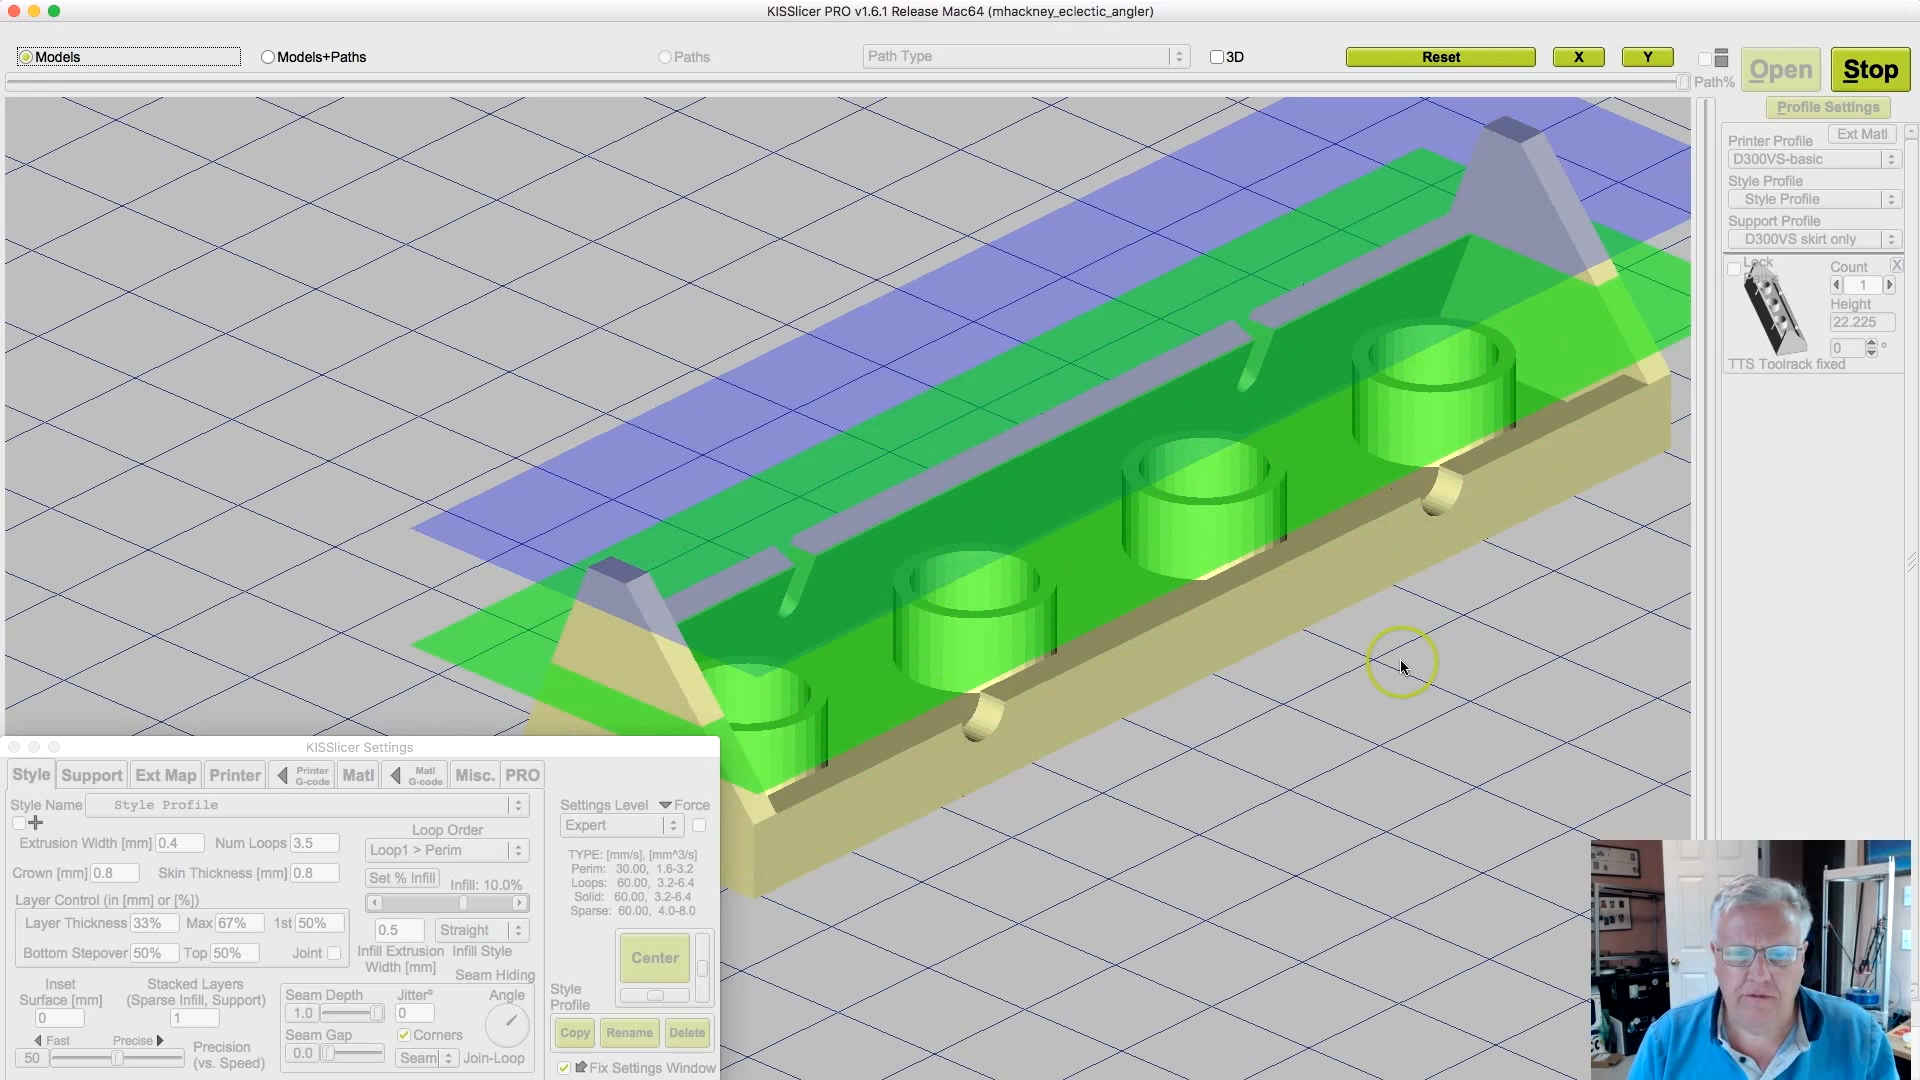 KISSlicer PRO v1.6.1 Release Mac64 (mhackney_eclectic_angler)
Models
Models+Paths
Paths
Path Type
3D
Reset
X
Y
Path%
Open
Stop
Profile Settings
Printer Profile
Ext Matl
D300VS-basic
Style Profile
Style Profile
Support Profile
D300VS skirt only
Lock
Count
X
1
Height
22.225
0 °
TTS Toolrack fixed
KISSlicer Settings
Style
Support
Ext Map
Printer
Printer G-code
Matl
Matl G-code
Misc.
PRO
Style Name
Style Profile
Settings Level
Force
Expert
Extrusion Width [mm] 0.4
Num Loops 3.5
Loop Order
Loop1 > Perim
Crown [mm] 0.8
Skin Thickness [mm] 0.8
Set % Infill
Infill: 10.0%
Layer Control (in [mm] or [%])
Layer Thickness 33% Max 67% 1st 50%
0.5
Straight
Bottom Stepover 50% Top 50% Joint
Infill Extrusion Width [mm]
Infill Style
TYPE: [mm/s], [mm^3/s]
Perim: 30.00, 1.6-3.2
Loops: 60.00, 3.2-6.4
Solid: 60.00, 3.2-6.4
Sparse: 60.00, 4.0-8.0
Center
Inset Surface [mm]
0
Stacked Layers
(Sparse Infill, Support)
1
Seam Hiding
Seam Depth
1.0
Jitter°
0
Angle
Seam Gap
0.0
Corners
Seam
Join-Loop
Fast
Precise
50
Precision
(vs. Speed)
Style
Profile
Copy
Rename
Delete
Fix Settings Window